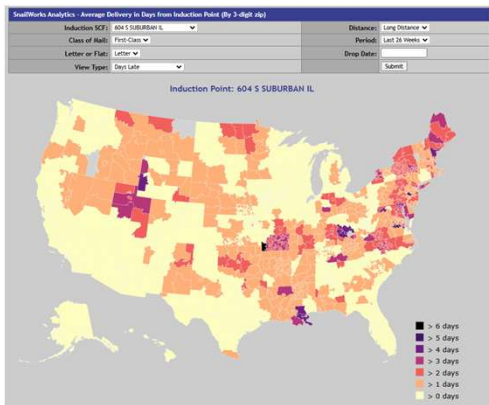 SnailWorks Analytics - Average Delivery in Days from Induction Point (By 3-digit zip)
Induction SCF: 604 S SUBURBAN IL Distance: Long Distance
Class of Mail: First-Class Period: Last 26 Weeks
Letter or Flat: Letter Drop Date:
View Type: Days Late Submit
Induction Point: 604 S SUBURBAN IL
> 6 days
> 5 days
> 4 days
> 3 days
> 2 days
> 1 days
> 0 days